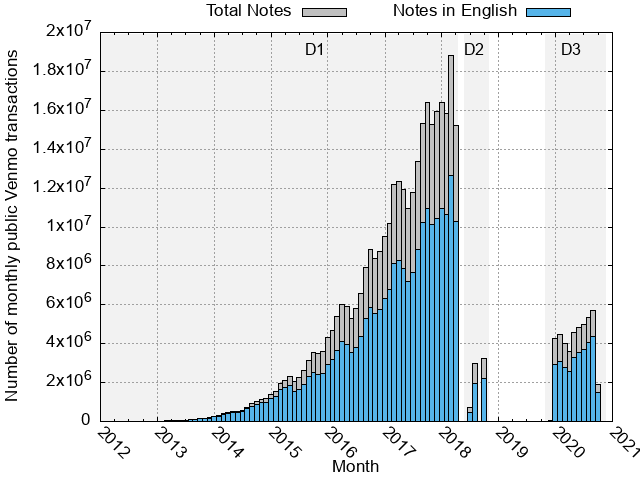 Total Notes Notes in English
D1 D2 D3
Number of monthly public Venmo transactions
2x10^7
1.8x10^7
1.6x10^7
1.4x10^7
1.2x10^7
1x10^7
8x10^6
6x10^6
4x10^6
2x10^6
0
2012 2013 2014 2015 2016 2017 2018 2019 2020 2021
Month